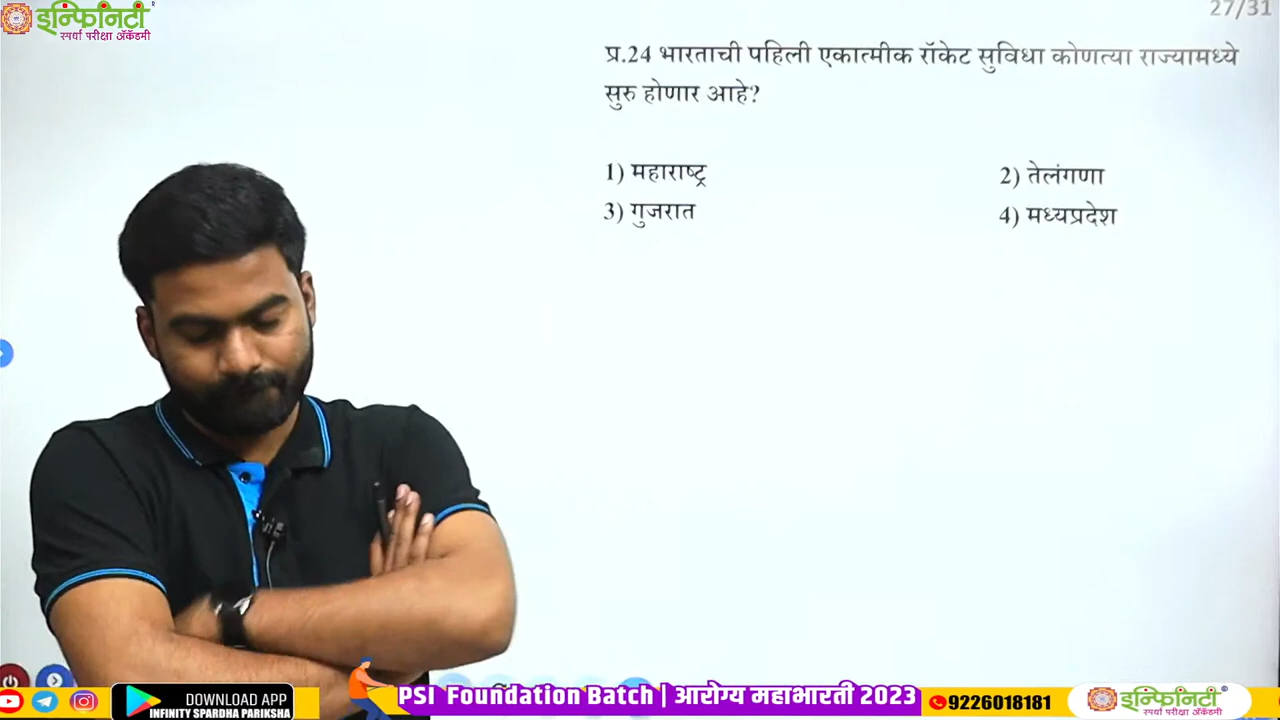 इन्फिनिटी
स्पर्धा परीक्षा अ‍ॅकॅडमी
27/31
प्र.24 भारताची पहिली एकात्मीक रॉकेट सुविधा कोणत्या राज्यामध्ये
सुरु होणार आहे?
1) महाराष्ट्र
2) तेलंगणा
3) गुजरात
4) मध्यप्रदेश
DOWNLOAD APP
INFINITY SPARDHA PARIKSHA
PSI Foundation Batch | आरोग्य महाभारती 2023
9226018181
इन्फिनिटी
स्पर्धा परीक्षा अ‍ॅकॅडमी